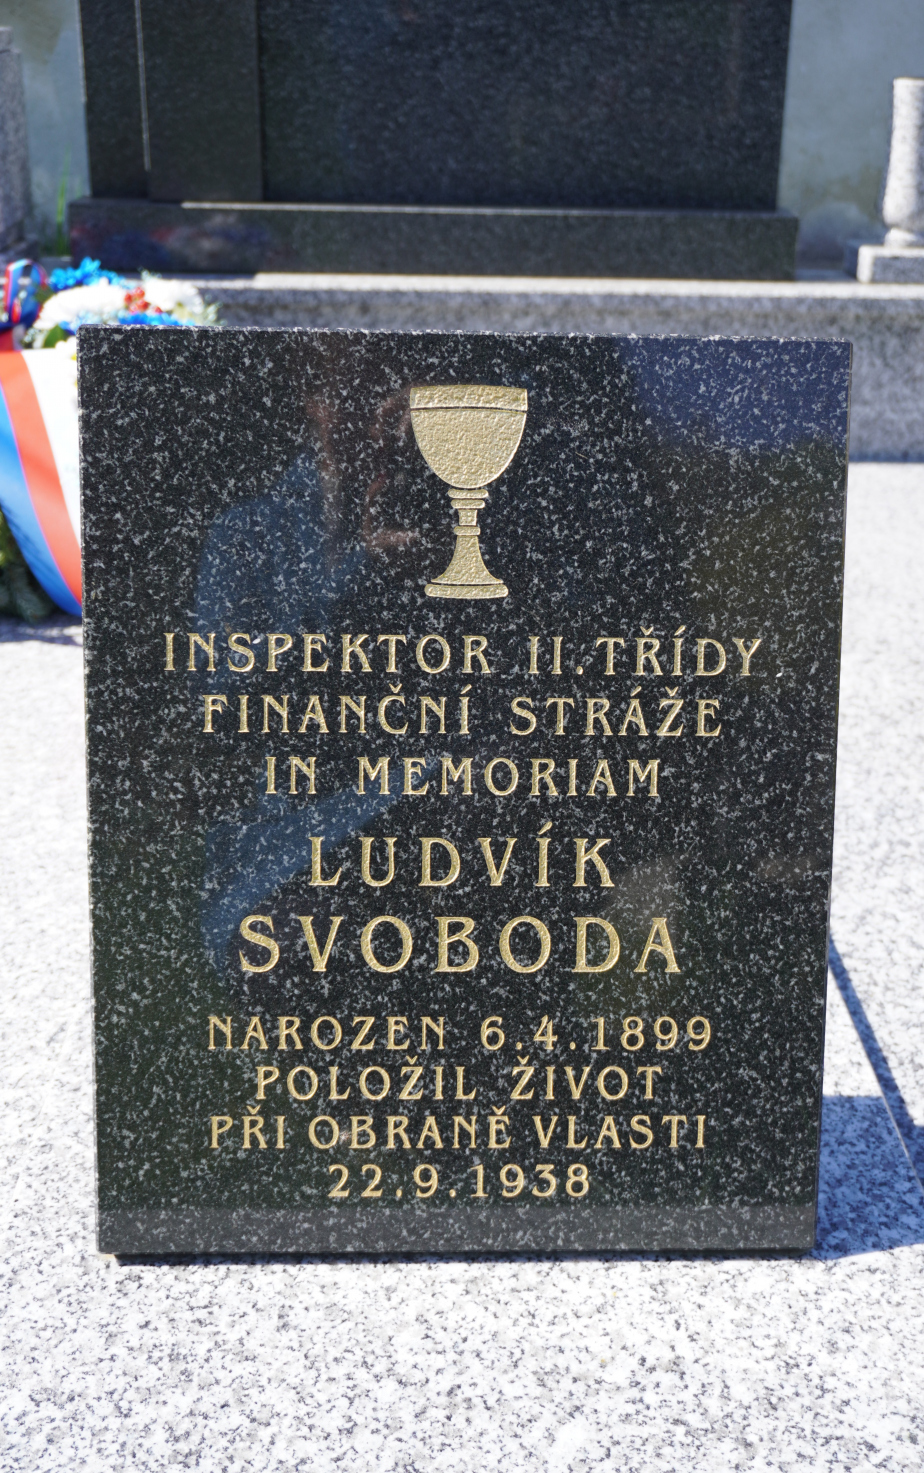 INSPEKTOR II. TŘÍDY
FINANČNÍ STRÁŽE
IN MEMORIAM
LUDVÍK
SVOBODA
NAROZEN 6.4.1899
POLOŽIL ŽIVOT
PŘI OBRANĚ VLASTI
22.9.1938